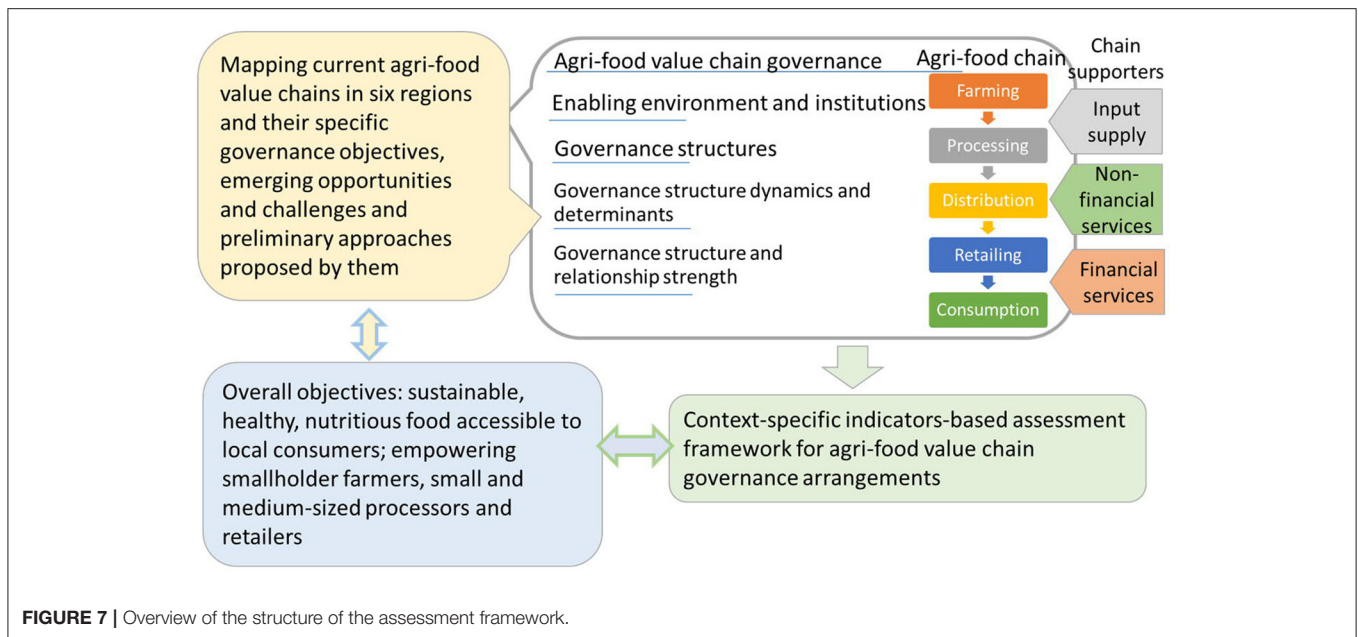 Mapping current agri-food
value chains in six regions
and their specific
governance objectives,
emerging opportunities
and challenges and
preliminary approaches
proposed by them
Agri-food value chain governance
Enabling environment and institutions
Governance structures
Governance structure dynamics and
determinants
Governance structure and
relationship strength
Agri-food chain
Farming
Processing
Distribution
Retailing
Consumption
Chain
supporters
Input
supply
Non-
financial
services
Financial
services
Overall objectives: sustainable,
healthy, nutritious food accessible to
local consumers; empowering
smallholder farmers, small and
medium-sized processors and
retailers
Context-specific indicators-based assessment
framework for agri-food value chain
governance arrangements
FIGURE 7 | Overview of the structure of the assessment framework.